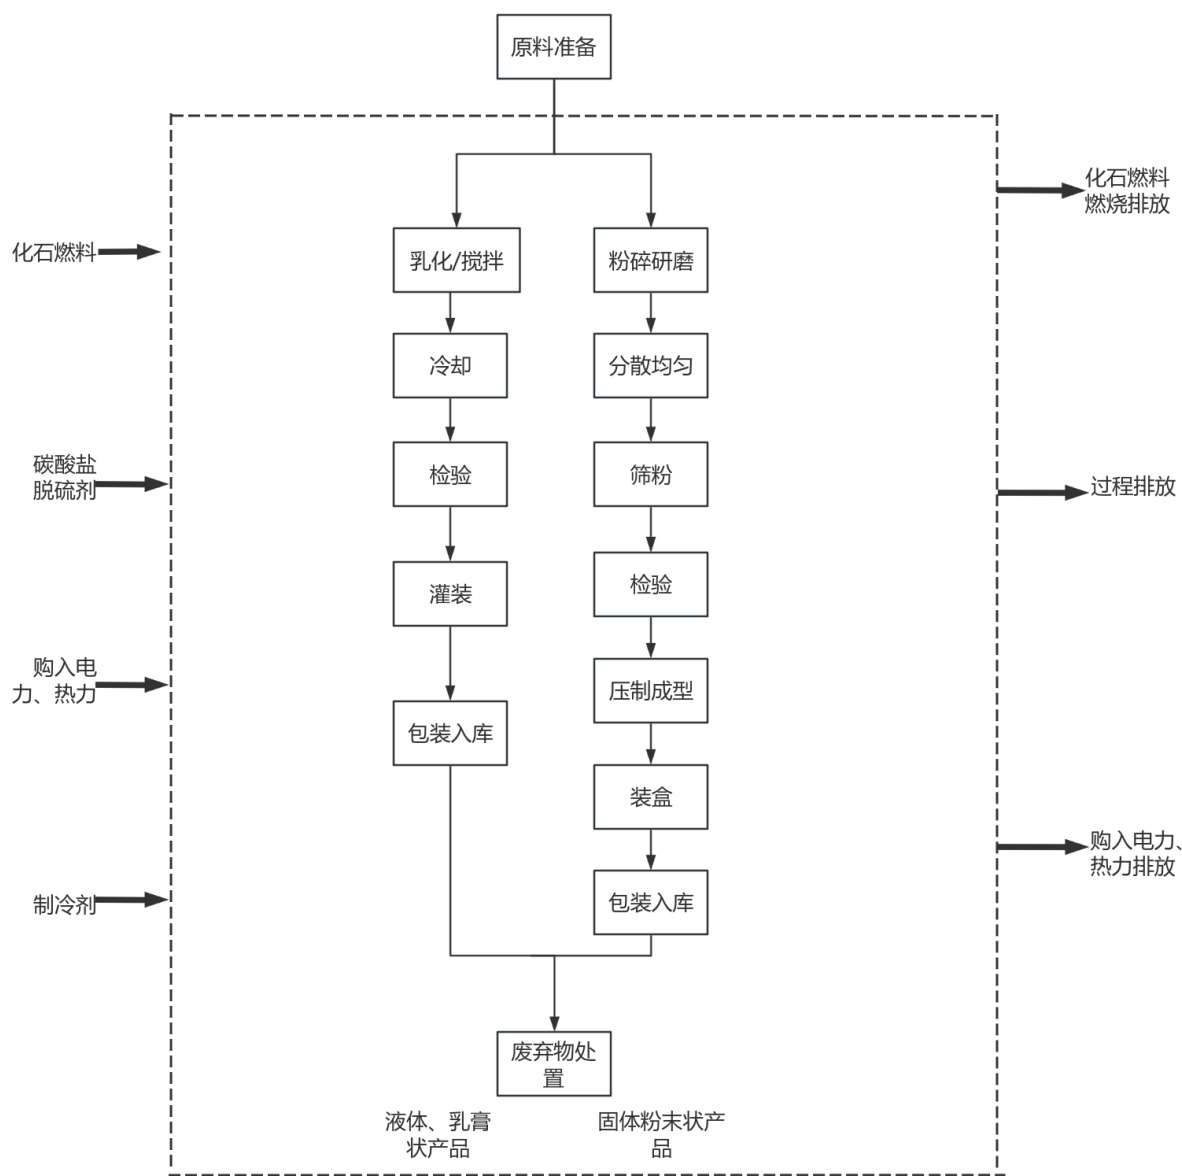 原料准备
化石燃料
燃烧排放
化石燃料
乳化/搅拌
粉碎研磨
冷却
分散均匀
碳酸盐
脱硫剂
检验
筛粉
过程排放
灌装
检验
购入电
力、热力
压制成型
包装入库
装盒
购入电力、
热力排放
制冷剂
包装入库
废弃物处
置
液体、乳膏
状产品
固体粉末状产
品